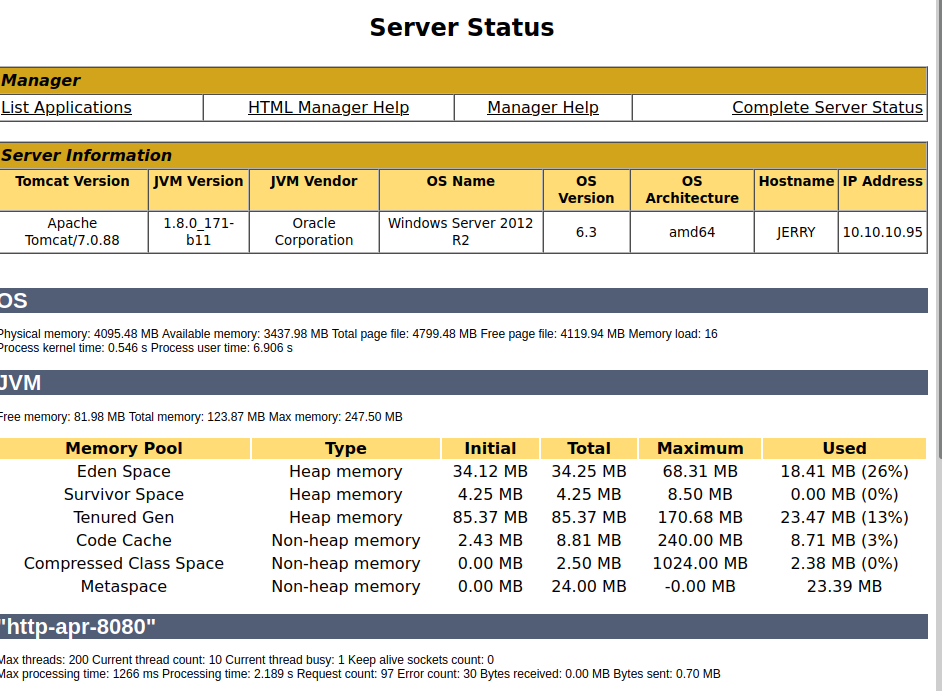 Server Status
Manager
List Applications HTML Manager Help Manager Help Complete Server Status
Server Information
Tomcat Version JVM Version JVM Vendor OS Name OS Version OS Architecture Hostname IP Address
Apache Tomcat/7.0.88 1.8.0_171-b11 Oracle Corporation Windows Server 2012 R2 6.3 amd64 JERRY 10.10.10.95
OS
Physical memory: 4095.48 MB Available memory: 3437.98 MB Total page file: 4799.48 MB Free page file: 4119.94 MB Memory load: 16
Process kernel time: 0.546 s Process user time: 6.906 s
JVM
Free memory: 81.98 MB Total memory: 123.87 MB Max memory: 247.50 MB
Memory Pool Type Initial Total Maximum Used
Eden Space Heap memory 34.12 MB 34.25 MB 68.31 MB 18.41 MB (26%)
Survivor Space Heap memory 4.25 MB 4.25 MB 8.50 MB 0.00 MB (0%)
Tenured Gen Heap memory 85.37 MB 85.37 MB 170.68 MB 23.47 MB (13%)
Code Cache Non-heap memory 2.43 MB 8.81 MB 240.00 MB 8.71 MB (3%)
Compressed Class Space Non-heap memory 0.00 MB 2.50 MB 1024.00 MB 2.38 MB (0%)
Metaspace Non-heap memory 0.00 MB 24.00 MB -0.00 MB 23.39 MB
"http-apr-8080"
Max threads: 200 Current thread count: 10 Current thread busy: 1 Keep alive sockets count: 0
Max processing time: 1266 ms Processing time: 2.189 s Request count: 97 Error count: 30 Bytes received: 0.00 MB Bytes sent: 0.70 MB